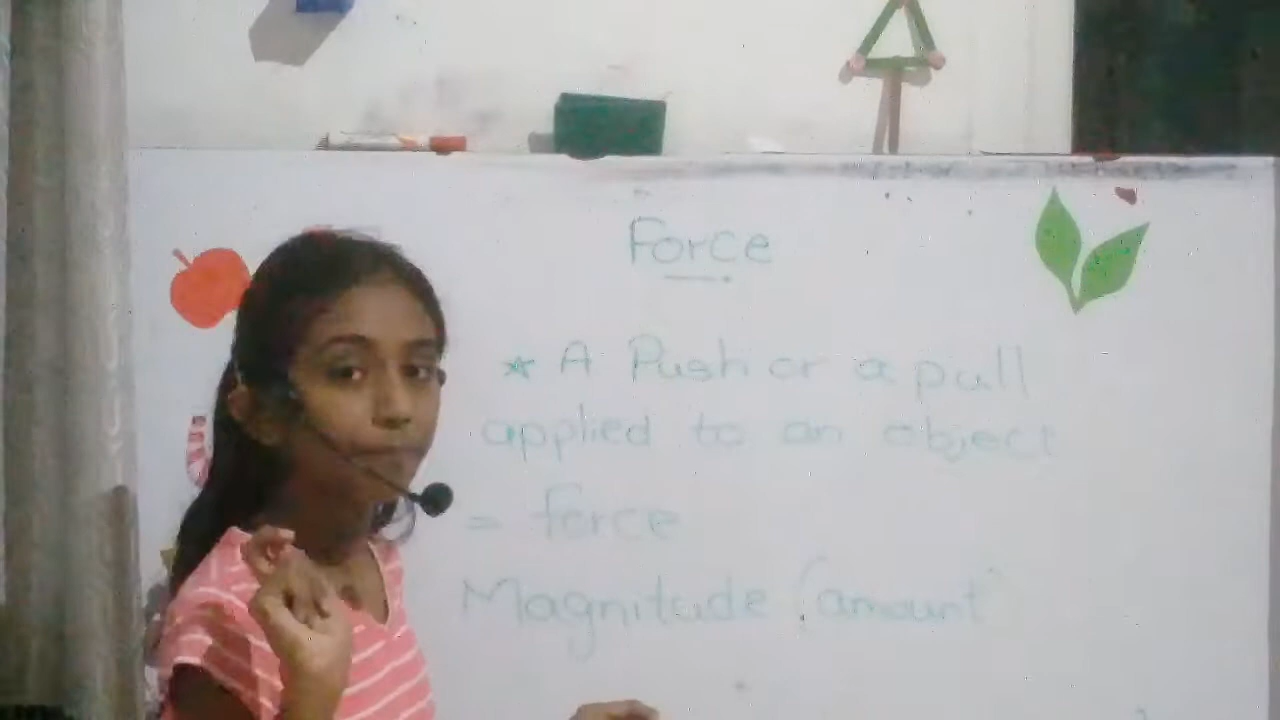 Force
* A Push or a pull
applied to an object
= force
Magnitude (amount